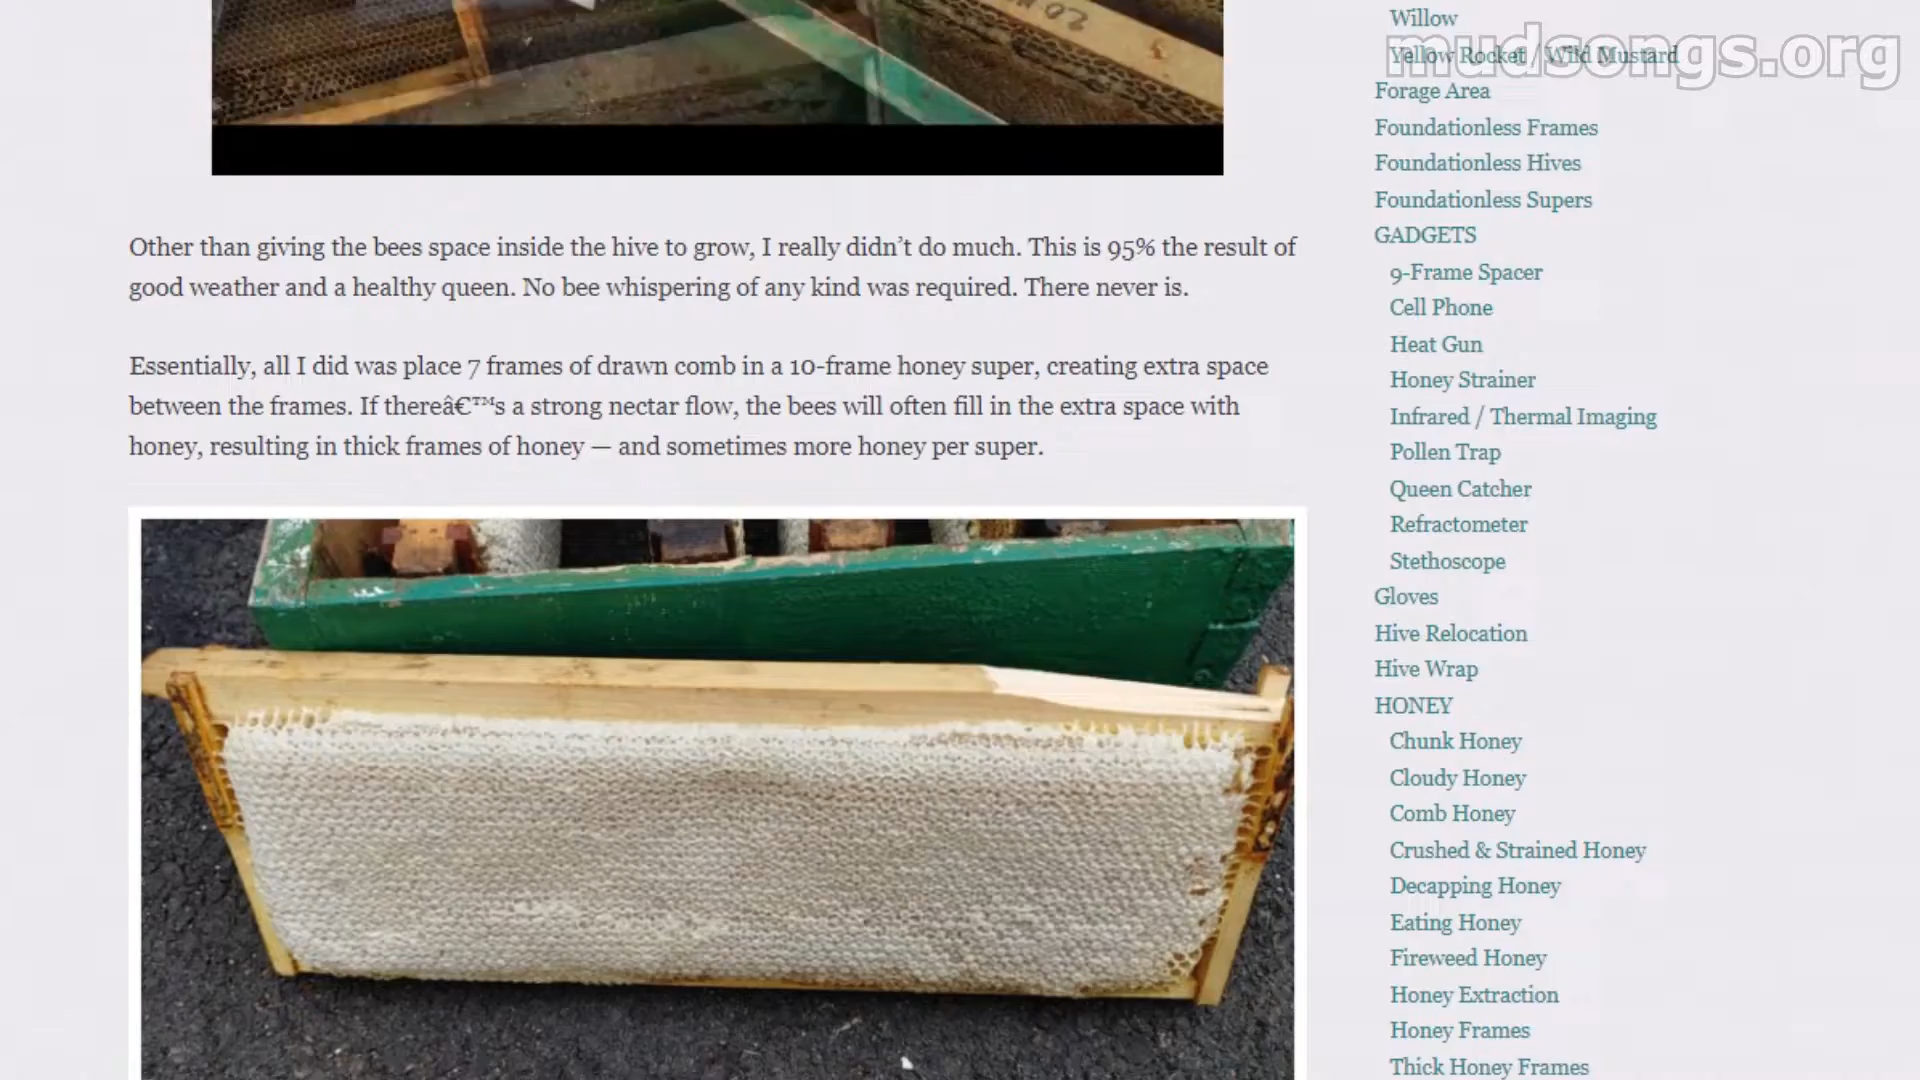 mudsongs.org
Other than giving the bees space inside the hive to grow, I really didn’t do much. This is 95% the result of
good weather and a healthy queen. No bee whispering of any kind was required. There never is.
Essentially, all I did was place 7 frames of drawn comb in a 10-frame honey super, creating extra space
between the frames. If thereâ€™s a strong nectar flow, the bees will often fill in the extra space with
honey, resulting in thick frames of honey — and sometimes more honey per super.
Willow
Yellow Rocket / Wild Mustard
Forage Area
Foundationless Frames
Foundationless Hives
Foundationless Supers
GADGETS
9-Frame Spacer
Cell Phone
Heat Gun
Honey Strainer
Infrared / Thermal Imaging
Pollen Trap
Queen Catcher
Refractometer
Stethoscope
Gloves
Hive Relocation
Hive Wrap
HONEY
Chunk Honey
Cloudy Honey
Comb Honey
Crushed & Strained Honey
Decapping Honey
Eating Honey
Fireweed Honey
Honey Extraction
Honey Frames
Thick Honey Frames